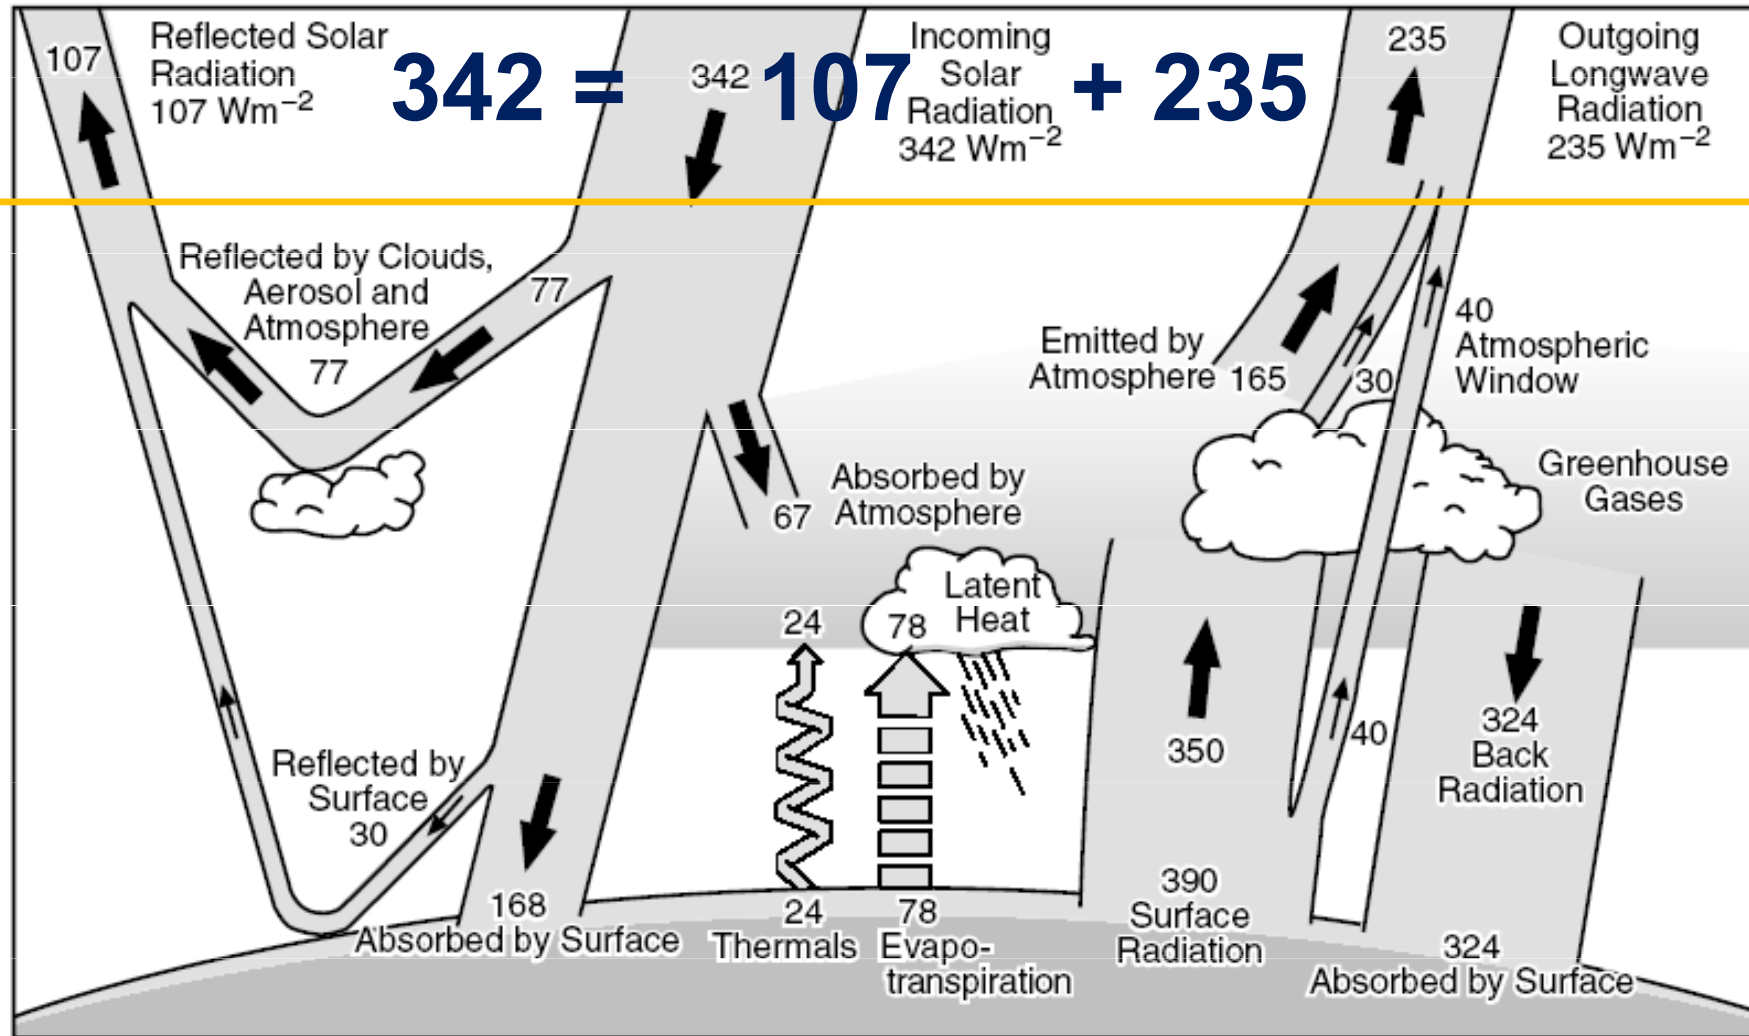 107
Reflected Solar
Radiation
107 Wm⁻²
342 = 107 + 235
342
Incoming
Solar
Radiation
342 Wm⁻²
235
Outgoing
Longwave
Radiation
235 Wm⁻²
Reflected by Clouds,
Aerosol and
Atmosphere
77
77
Emitted by
Atmosphere
165
30
40
Atmospheric
Window
Greenhouse
Gases
Absorbed by
Atmosphere
67
Latent
Heat
24
78
350
40
324
Back
Radiation
Reflected by
Surface
30
168
Absorbed by Surface
24
Thermals
78
Evapo-
transpiration
390
Surface
Radiation
324
Absorbed by Surface